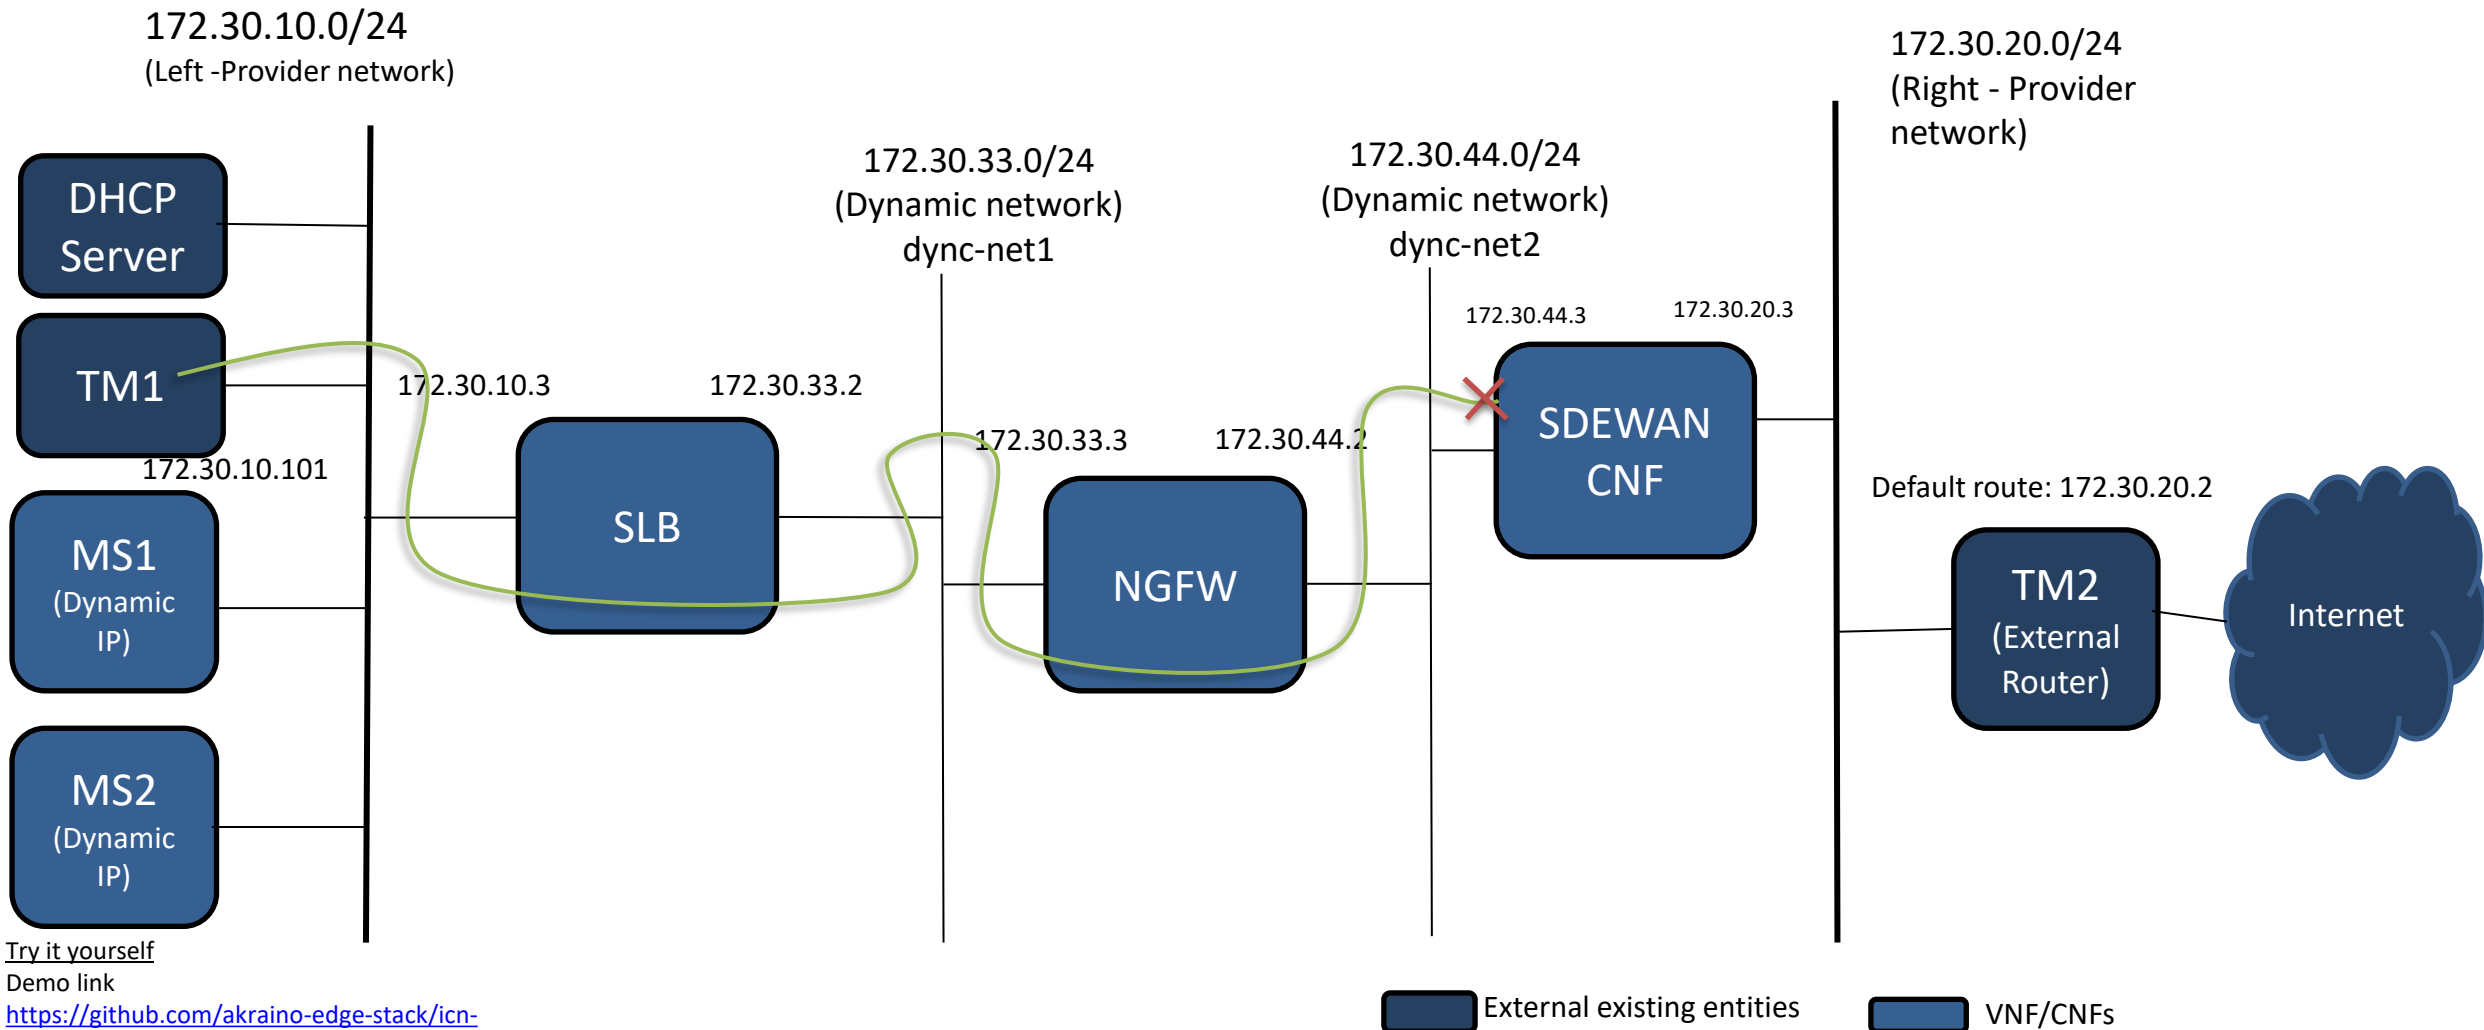 172.30.10.0/24
(Left -Provider network)
172.30.20.0/24
(Right - Provider
network)
172.30.33.0/24
(Dynamic network)
dync-net1
172.30.44.0/24
(Dynamic network)
dync-net2
DHCP
Server
TM1
172.30.10.101
MS1
(Dynamic
IP)
MS2
(Dynamic
IP)
172.30.10.3
172.30.33.2
SLB
172.30.33.3
172.30.44.2
NGFW
172.30.44.3
172.30.20.3
SDEWAN
CNF
Default route: 172.30.20.2
TM2
(External
Router)
Internet
Try it yourself
Demo link
https://github.com/akraino-edge-stack/icn-
External existing entities
VNF/CNFs